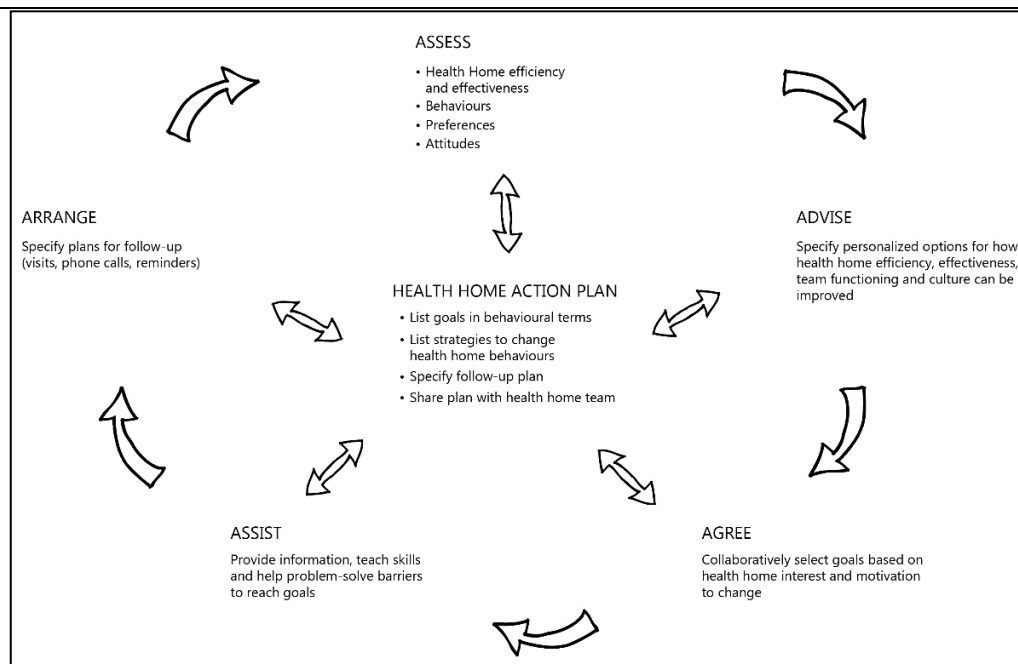 ASSESS
• Health Home efficiency
and effectiveness
• Behaviours
• Preferences
• Attitudes
ARRANGE
Specify plans for follow-up
(visits, phone calls, reminders)
ADVISE
Specify personalized options for how
health home efficiency, effectiveness,
team functioning and culture can be
improved
HEALTH HOME ACTION PLAN
• List goals in behavioural terms
• List strategies to change
health home behaviours
• Specify follow-up plan
• Share plan with health home team
ASSIST
Provide information, teach skills
and help problem-solve barriers
to reach goals
AGREE
Collaboratively select goals based on
health home interest and motivation
to change